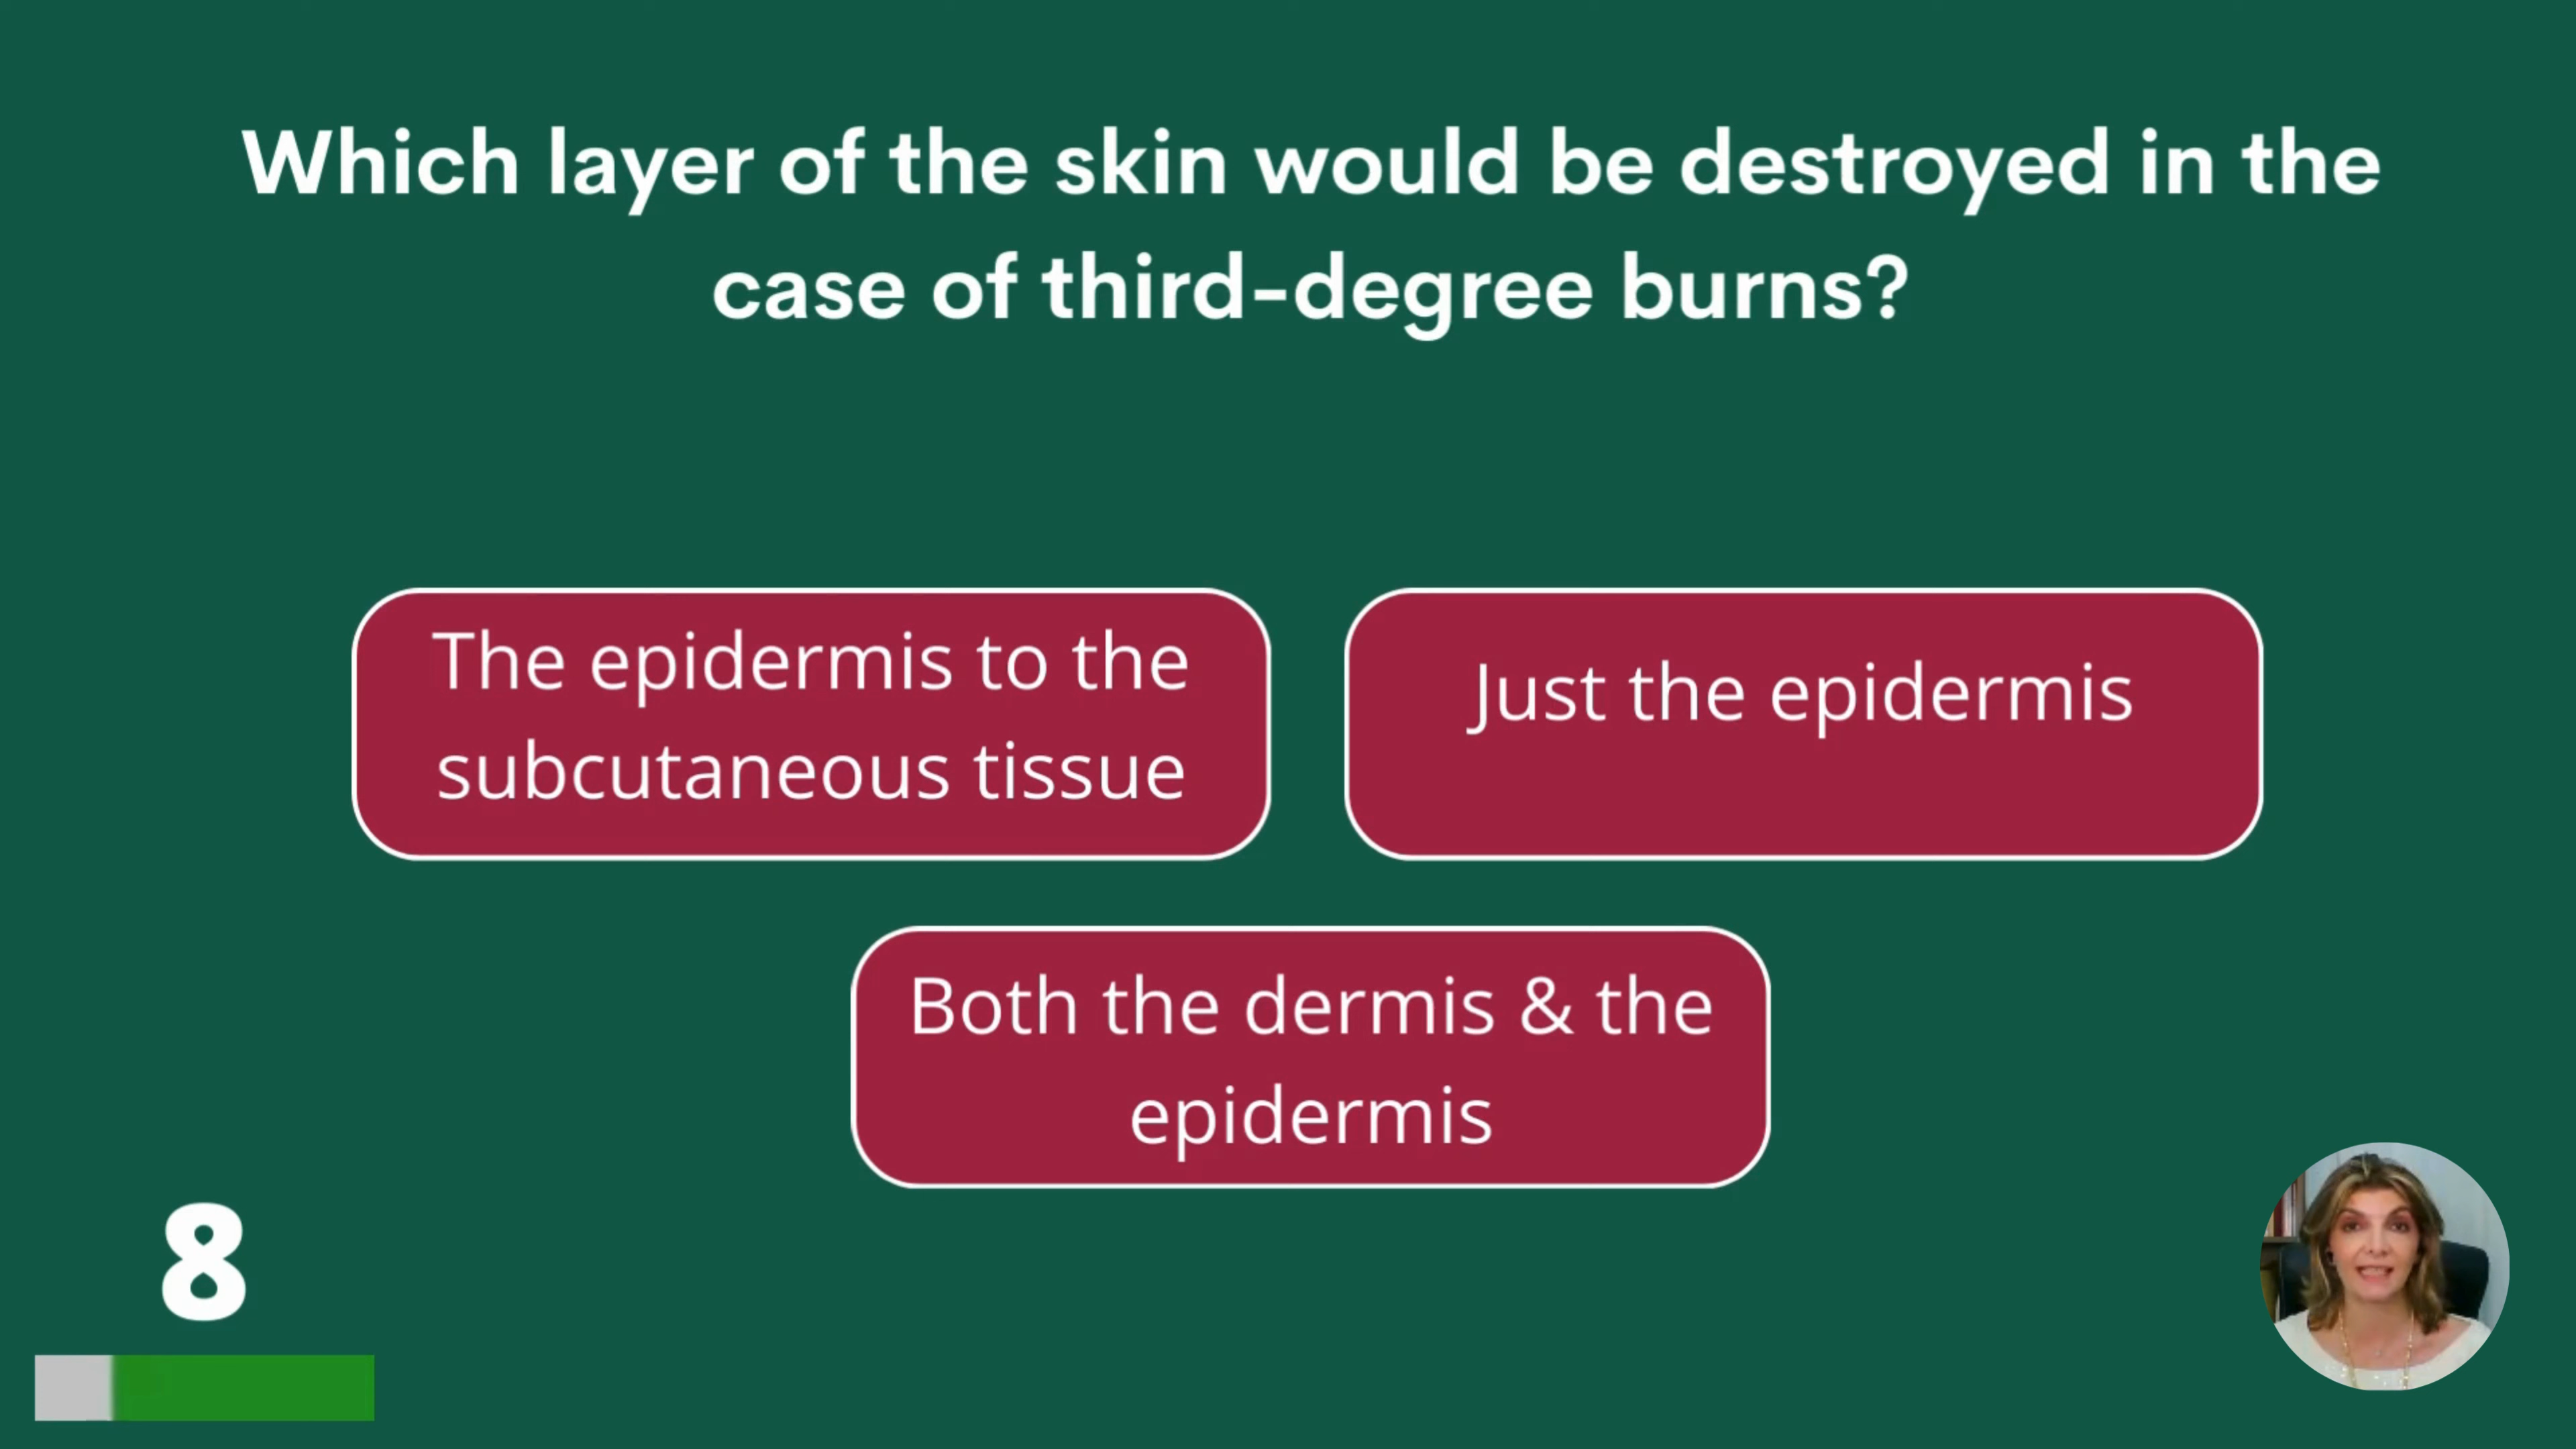 Which layer of the skin would be destroyed in the
case of third-degree burns?
The epidermis to the
subcutaneous tissue
Just the epidermis
Both the dermis & the
epidermis
8